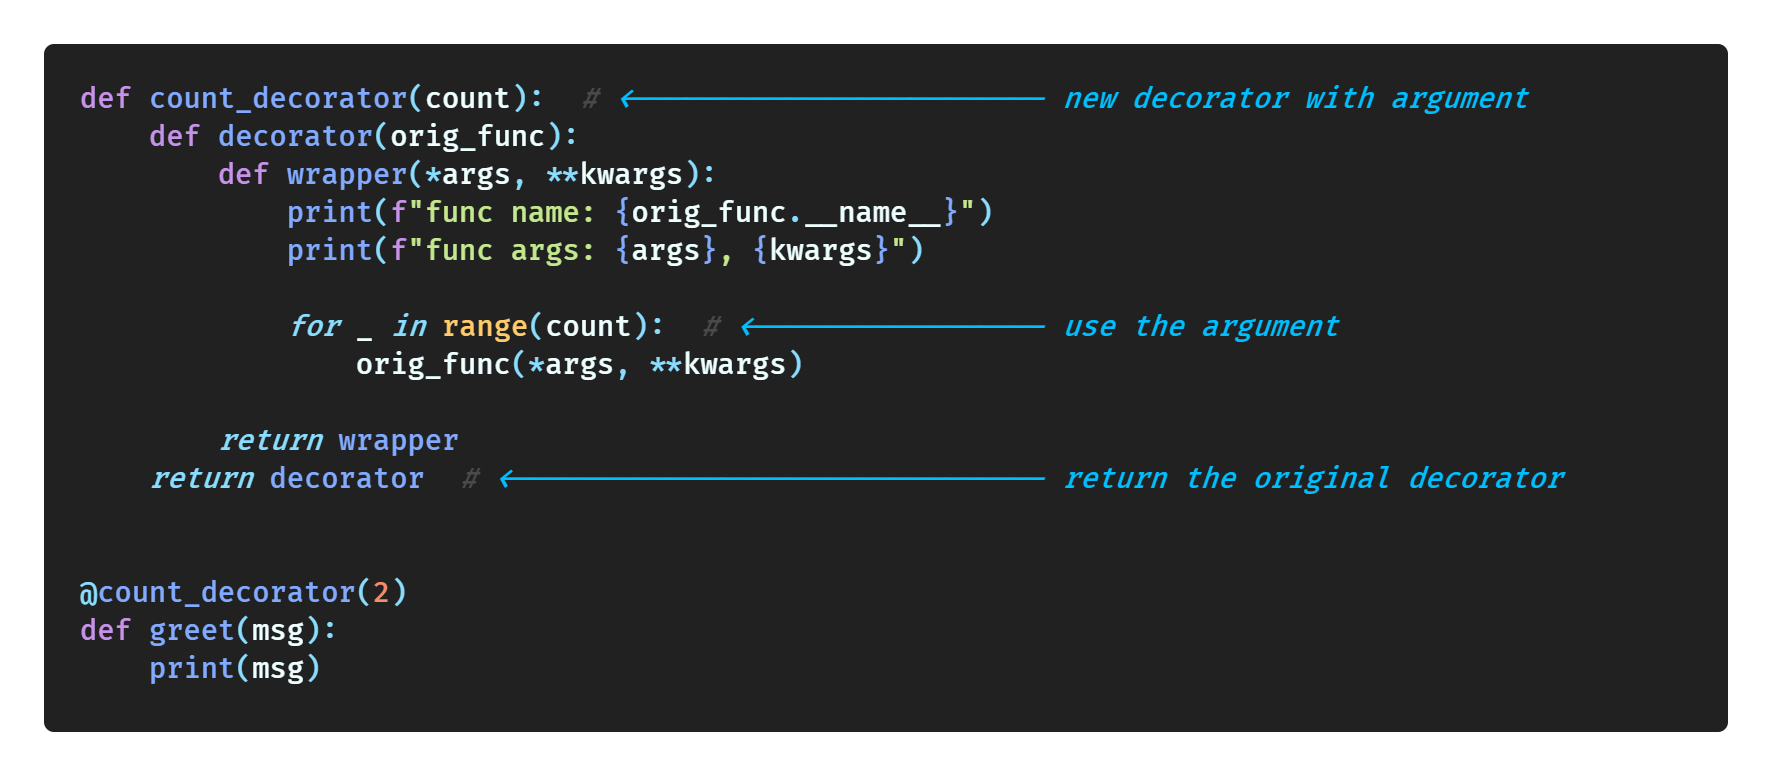 def count_decorator(count):  # <------------------------ new decorator with argument
    def decorator(orig_func):
        def wrapper(*args, **kwargs):
            print(f"func name: {orig_func.__name__}")
            print(f"func args: {args}, {kwargs}")

            for _ in range(count):  # <----------------- use the argument
                orig_func(*args, **kwargs)

        return wrapper
    return decorator  # <------------------------------- return the original decorator


@count_decorator(2)
def greet(msg):
    print(msg)